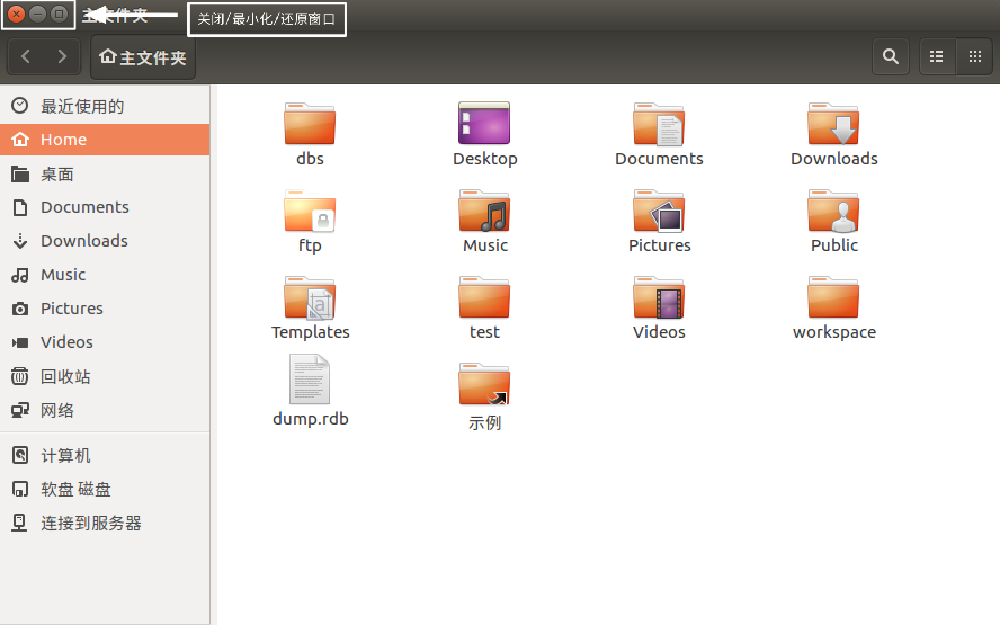 主文件夹
关闭/最小化/还原窗口
主文件夹
最近使用的
Home
桌面
Documents
Downloads
Music
Pictures
Videos
回收站
网络
计算机
软盘 磁盘
连接到服务器
dbs
Desktop
Documents
Downloads
ftp
Music
Pictures
Public
Templates
test
Videos
workspace
dump.rdb
示例